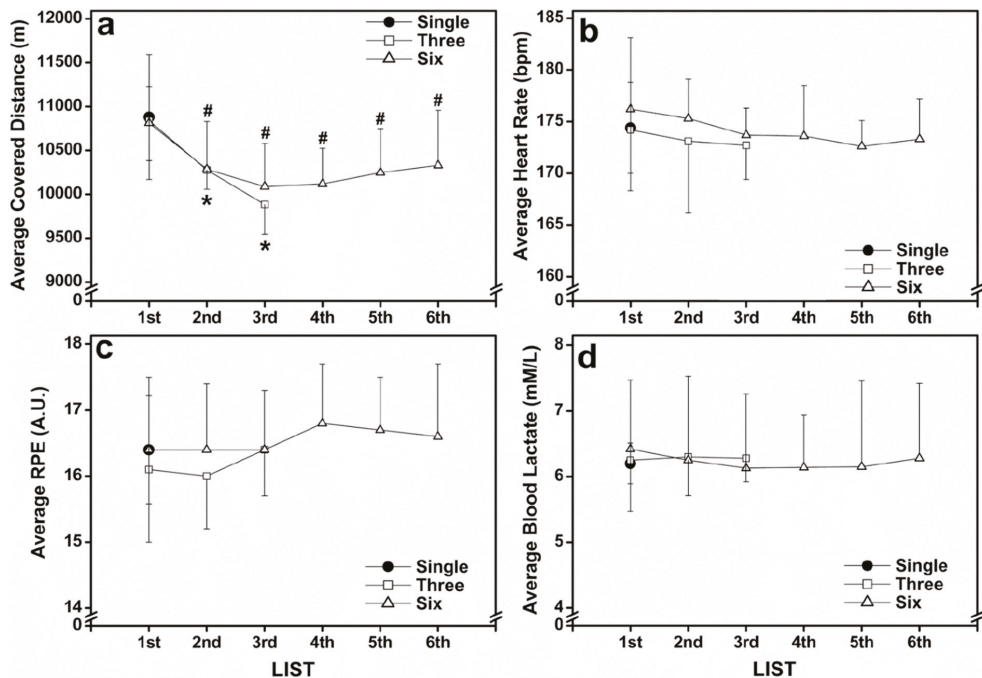 a
Average Covered Distance (m)
12000
11500
11000
10500
10000
9500
9000
0
Single
Three
Six
# # # # #
* *
1st 2nd 3rd 4th 5th 6th
b
Average Heart Rate (bpm)
185
180
175
170
165
160
0
Single
Three
Six
1st 2nd 3rd 4th 5th 6th
c
Average RPE (A.U.)
18
17
16
15
14
0
Single
Three
Six
1st 2nd 3rd 4th 5th 6th
LIST
d
Average Blood Lactate (mM/L)
8
7
6
5
4
0
Single
Three
Six
1st 2nd 3rd 4th 5th 6th
LIST